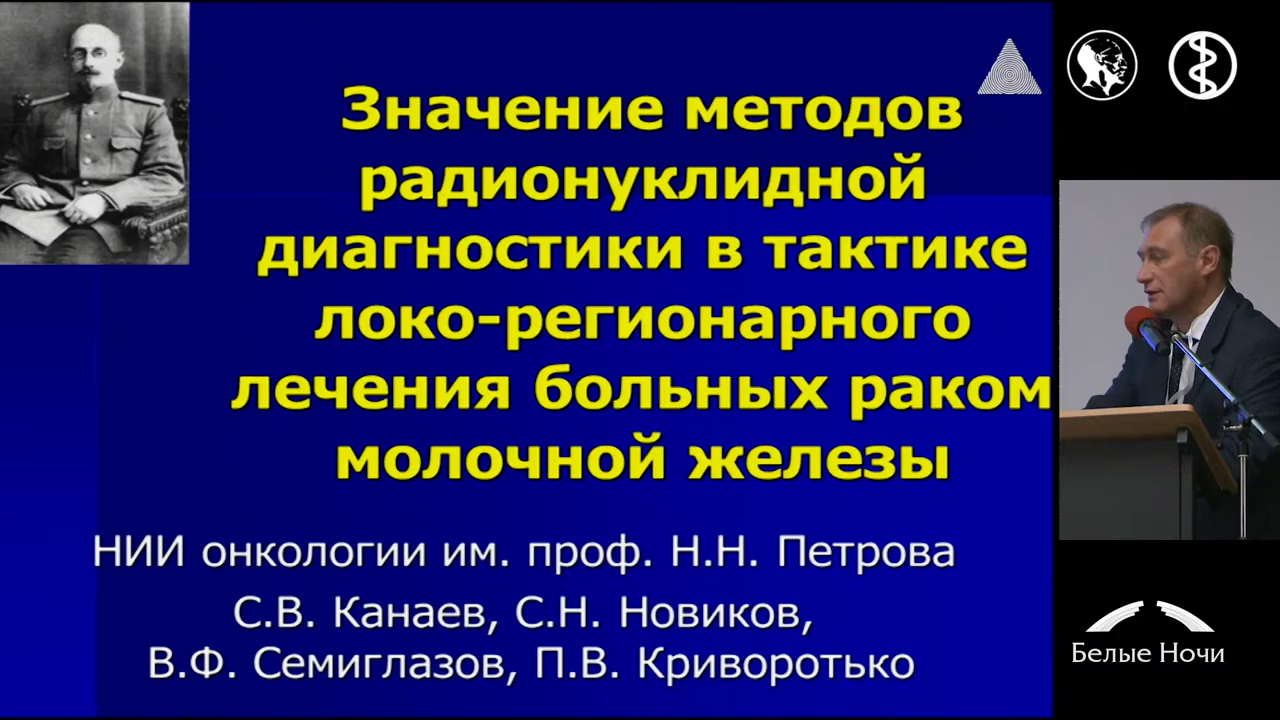 Значение методов
радионуклидной
диагностики в тактике
локо-регионарного
лечения больных раком
молочной железы
НИИ онкологии им. проф. Н.Н. Петрова
С.В. Канаев, С.Н. Новиков,
В.Ф. Семиглазов, П.В. Криворотько
Белые Ночи